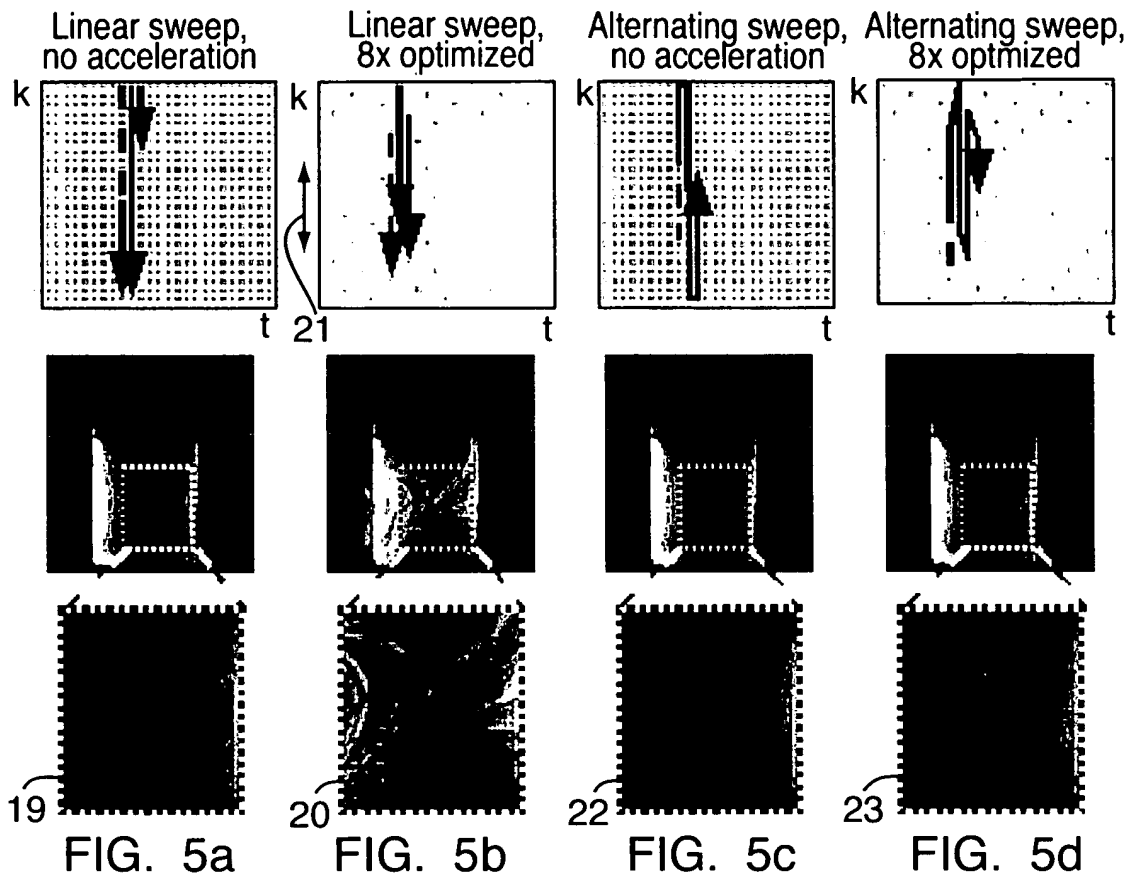 Linear sweep,
no acceleration
Linear sweep,
8x optimized
Alternating sweep,
no acceleration
Alternating sweep,
8x optimized
k
k
k
k
t
21
t
t
t
19
20
22
23
FIG. 5a
FIG. 5b
FIG. 5c
FIG. 5d